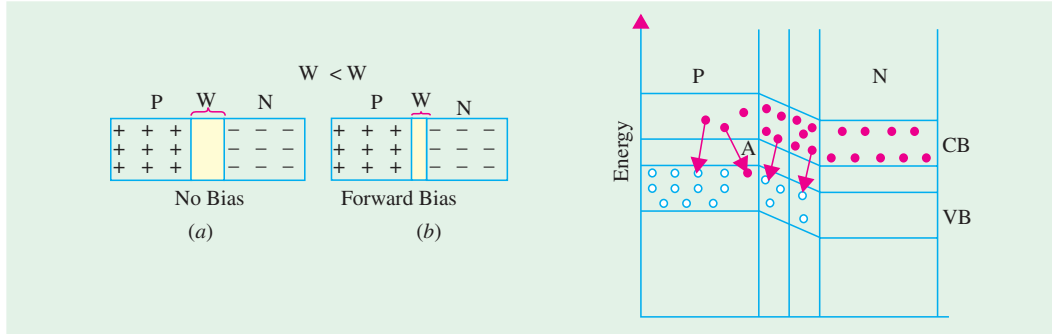 W < W
P W N
+ + + − − −
+ + + − − −
+ + + − − −
No Bias
(a)
P W N
+ + + − − −
+ + + − − −
+ + + − − −
Forward Bias
(b)
Energy
P
N
A
CB
VB